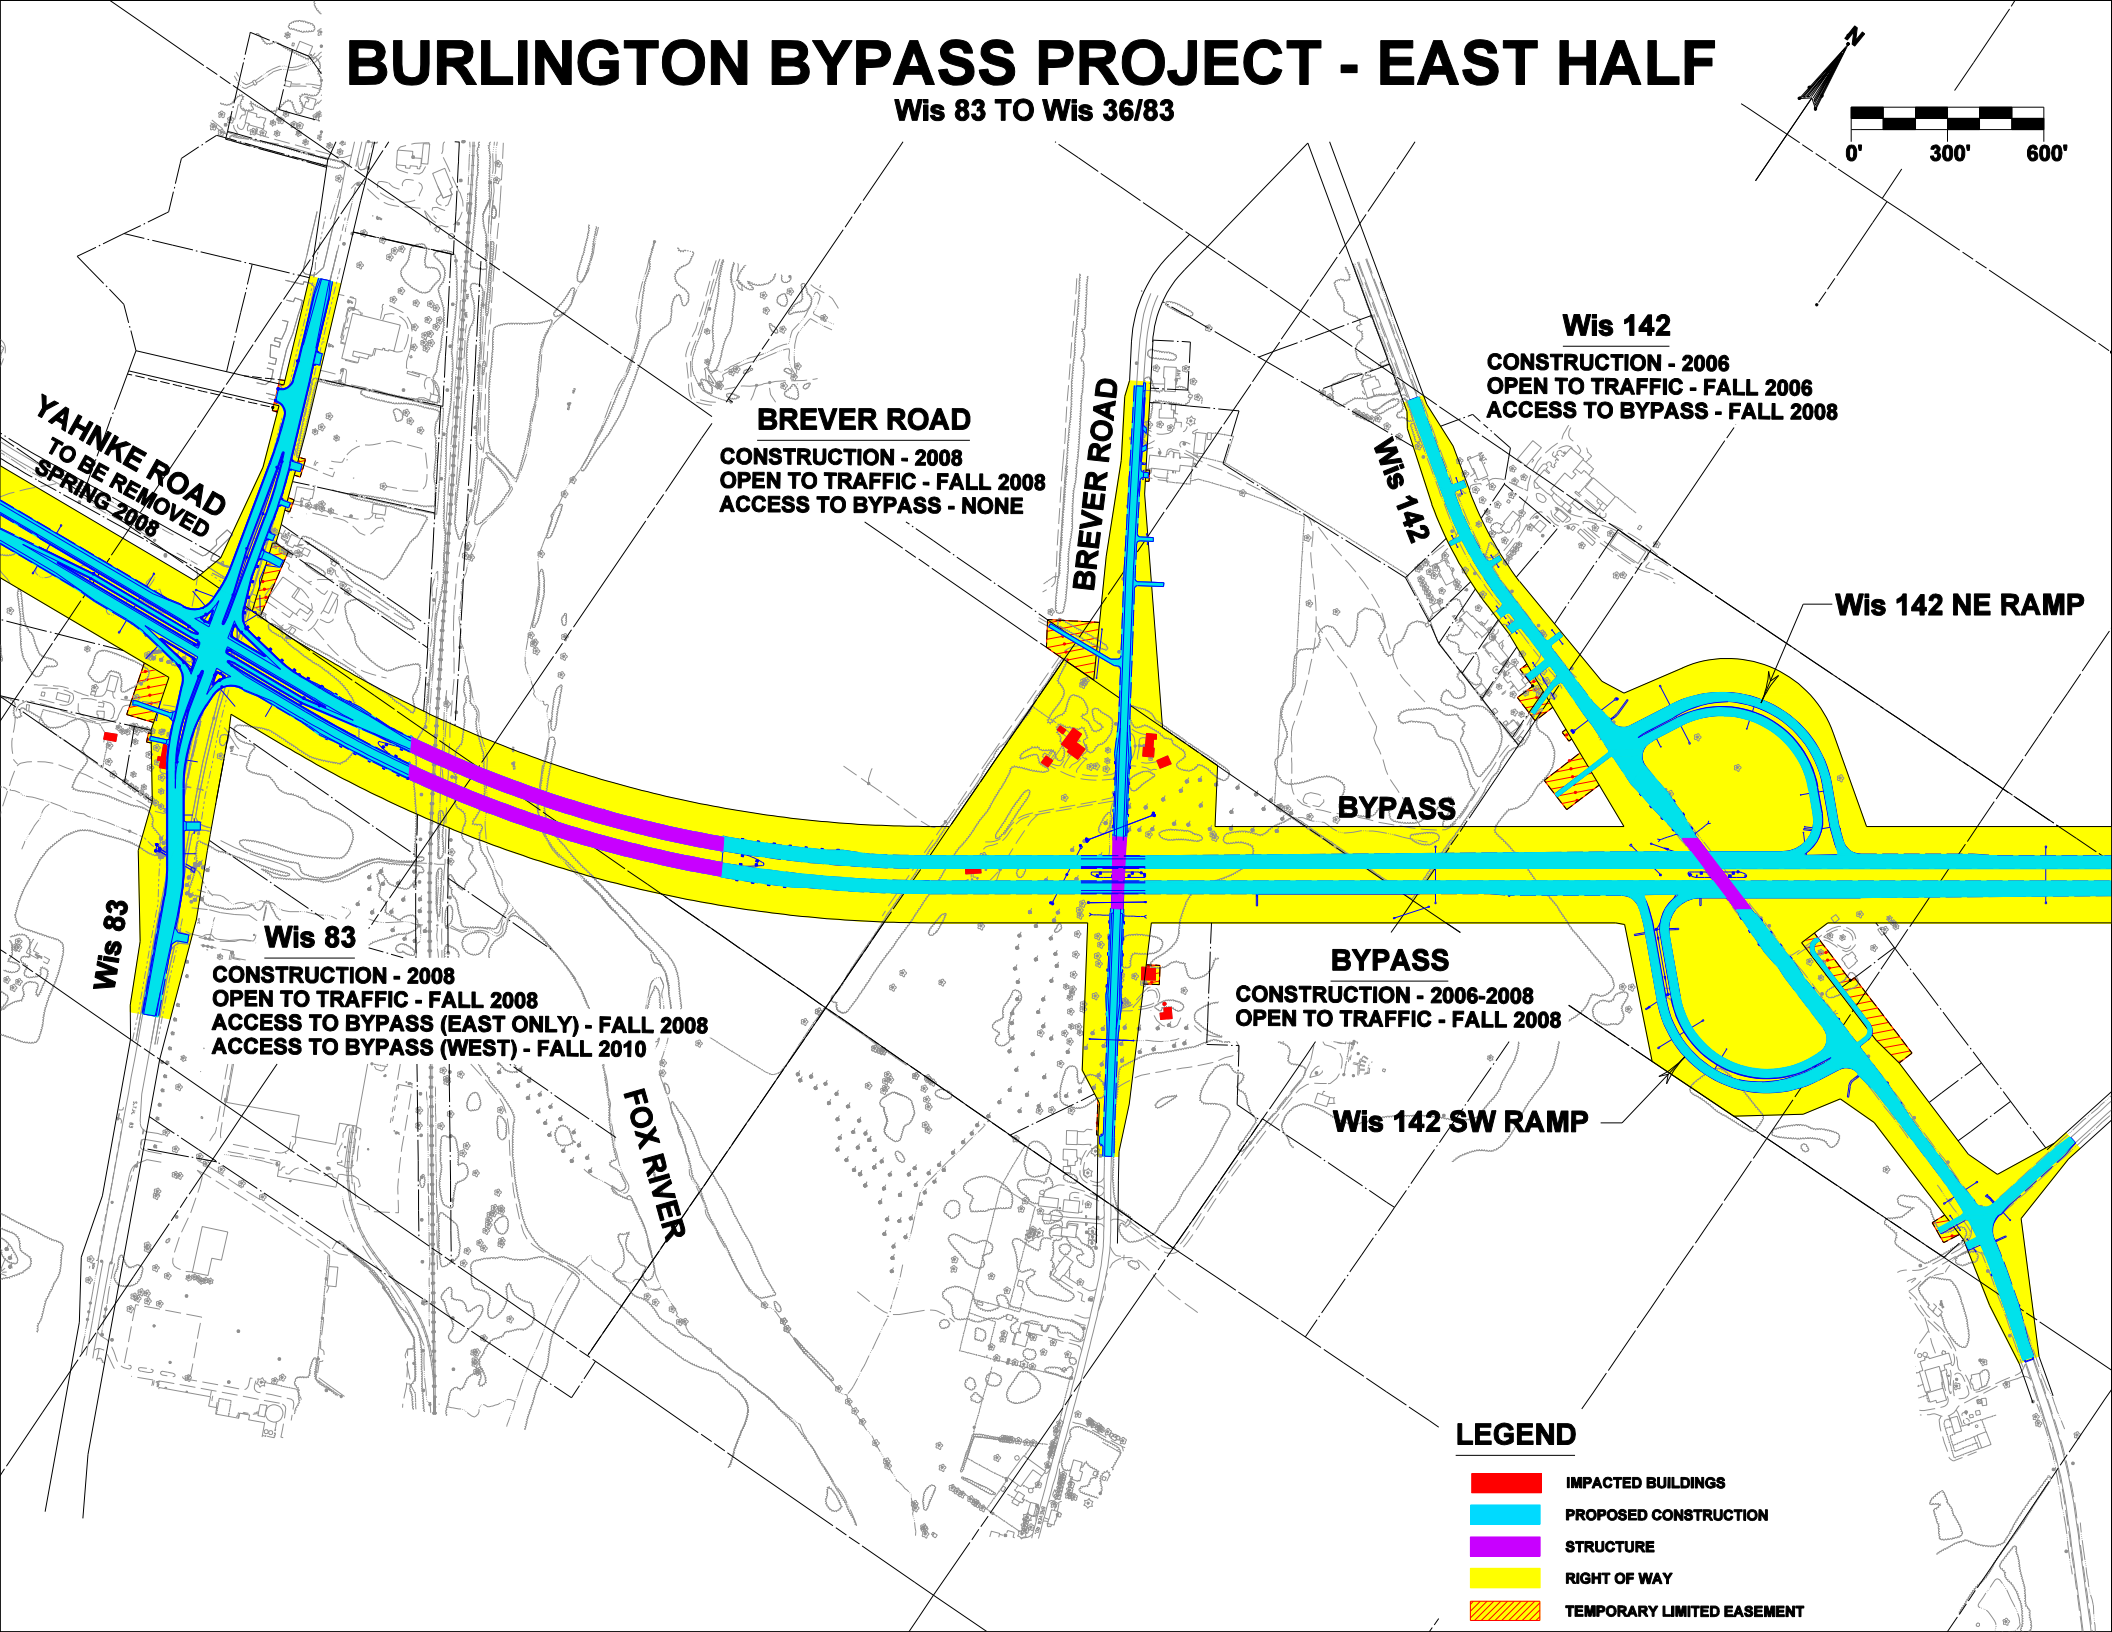 BURLINGTON BYPASS PROJECT - EAST HALF
Wis 83 TO Wis 36/83
N
0' 300' 600'
Wis 142
CONSTRUCTION - 2006
OPEN TO TRAFFIC - FALL 2006
ACCESS TO BYPASS - FALL 2008
YAHNKE ROAD
TO BE REMOVED
SPRING 2008
BREVER ROAD
CONSTRUCTION - 2008
OPEN TO TRAFFIC - FALL 2008
ACCESS TO BYPASS - NONE
BREVER ROAD
Wis 142
Wis 142 NE RAMP
BYPASS
Wis 83
Wis 83
CONSTRUCTION - 2008
OPEN TO TRAFFIC - FALL 2008
ACCESS TO BYPASS (EAST ONLY) - FALL 2008
ACCESS TO BYPASS (WEST) - FALL 2010
BYPASS
CONSTRUCTION - 2006-2008
OPEN TO TRAFFIC - FALL 2008
Wis 142 SW RAMP
FOX RIVER
LEGEND
IMPACTED BUILDINGS
PROPOSED CONSTRUCTION
STRUCTURE
RIGHT OF WAY
TEMPORARY LIMITED EASEMENT